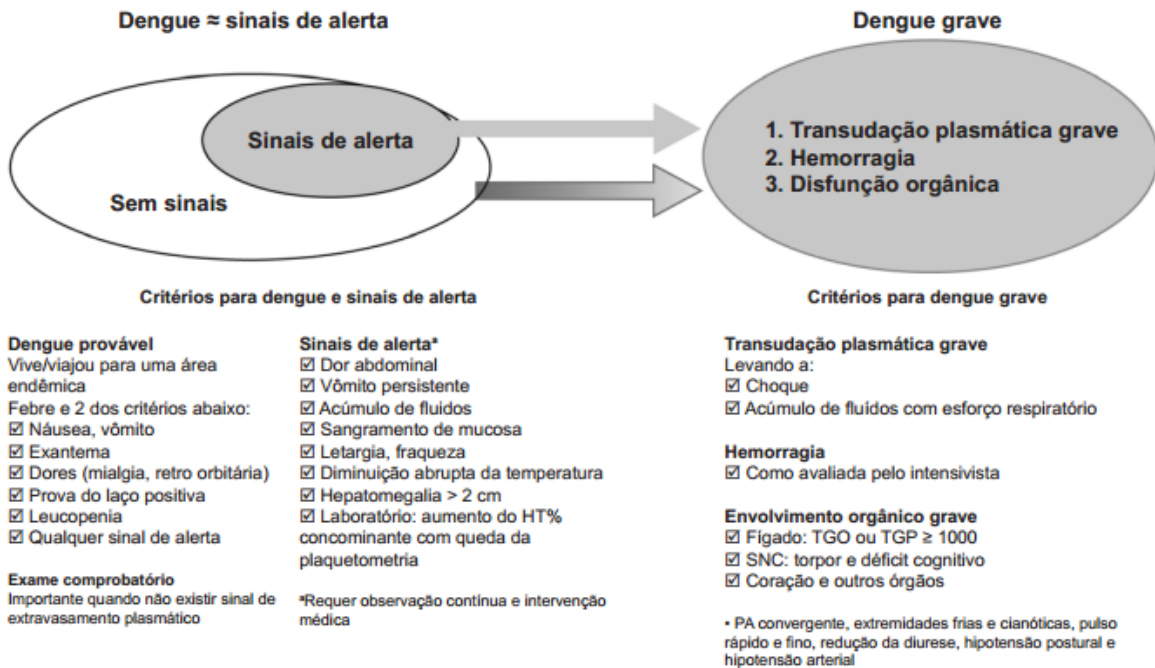 Dengue ≈ sinais de alerta
Dengue grave
Sinais de alerta
Sem sinais
1. Transudação plasmática grave
2. Hemorragia
3. Disfunção orgânica
Critérios para dengue e sinais de alerta
Critérios para dengue grave
Dengue provável
Vive/viajou para uma área
endêmica
Febre e 2 dos critérios abaixo:
☑ Náusea, vômito
☑ Exantema
☑ Dores (mialgia, retro orbitária)
☑ Prova do laço positiva
☑ Leucopenia
☑ Qualquer sinal de alerta
Exame comprobatório
Importante quando não existir sinal de
extravasamento plasmático
Sinais de alertaª
☑ Dor abdominal
☑ Vômito persistente
☑ Acúmulo de fluidos
☑ Sangramento de mucosa
☑ Letargia, fraqueza
☑ Diminuição abrupta da temperatura
☑ Hepatomegalia > 2 cm
☑ Laboratório: aumento do HT%
concominante com queda da
plaquetometria
ªRequer observação contínua e intervenção
médica
Transudação plasmática grave
Levando a:
☑ Choque
☑ Acúmulo de fluídos com esforço respiratório
Hemorragia
☑ Como avaliada pelo intensivista
Envolvimento orgânico grave
☑ Fígado: TGO ou TGP ≥ 1000
☑ SNC: torpor e déficit cognitivo
☑ Coração e outros órgãos
• PA convergente, extremidades frias e cianóticas, pulso
rápido e fino, redução da diurese, hipotensão postural e
hipotensão arterial